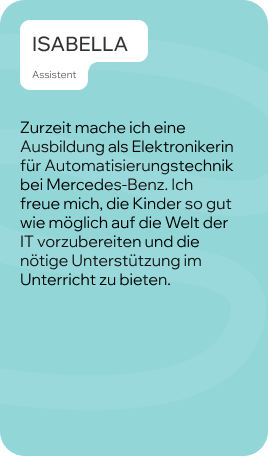 ISABELLA
Assistent
Zurzeit mache ich eine
Ausbildung als Elektronikerin
für Automatisierungstechnik
bei Mercedes-Benz. Ich
freue mich, die Kinder so gut
wie möglich auf die Welt der
IT vorzubereiten und die
nötige Unterstützung im
Unterricht zu bieten.